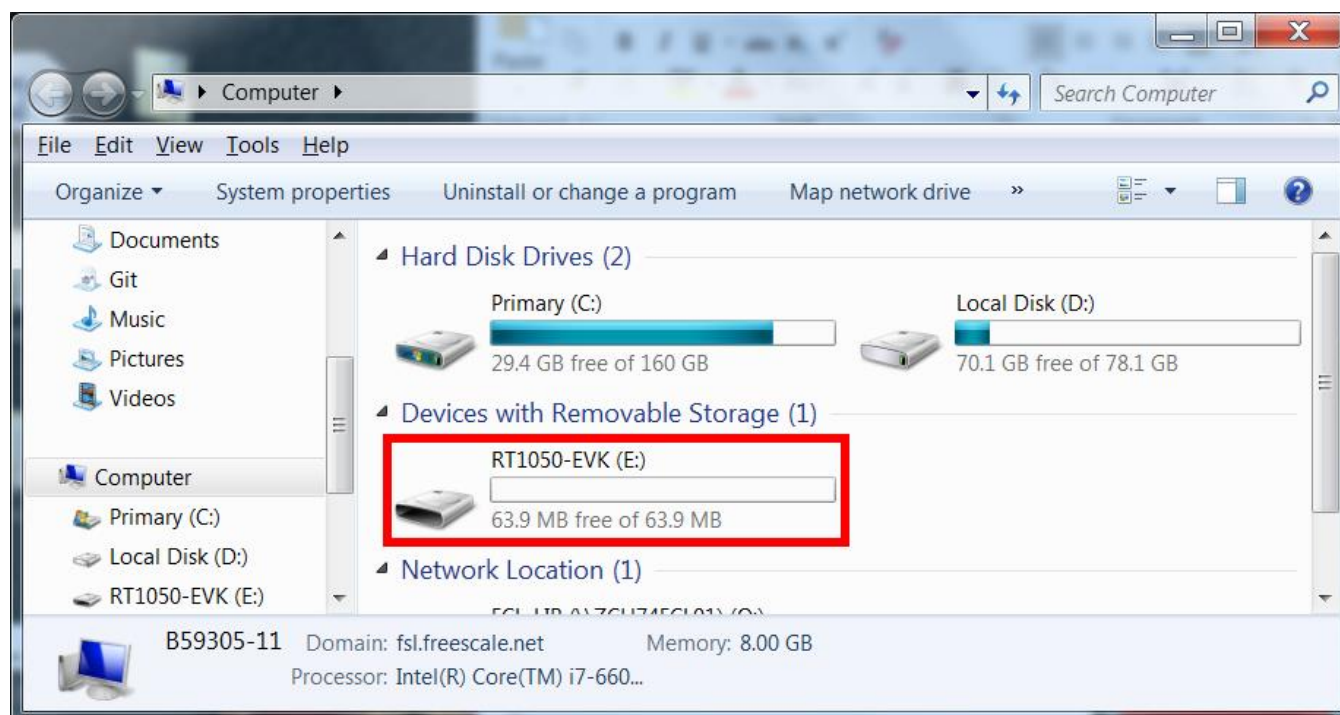 Computer
Search Computer
File Edit View Tools Help
Organize System properties Uninstall or change a program Map network drive »
Documents
Git
Music
Pictures
Videos
Computer
Primary (C:)
Local Disk (D:)
RT1050-EVK (E:)
Hard Disk Drives (2)
Primary (C:)
29.4 GB free of 160 GB
Local Disk (D:)
70.1 GB free of 78.1 GB
Devices with Removable Storage (1)
RT1050-EVK (E:)
63.9 MB free of 63.9 MB
Network Location (1)
B59305-11 Domain: fsl.freescale.net Memory: 8.00 GB
Processor: Intel(R) Core(TM) i7-660...